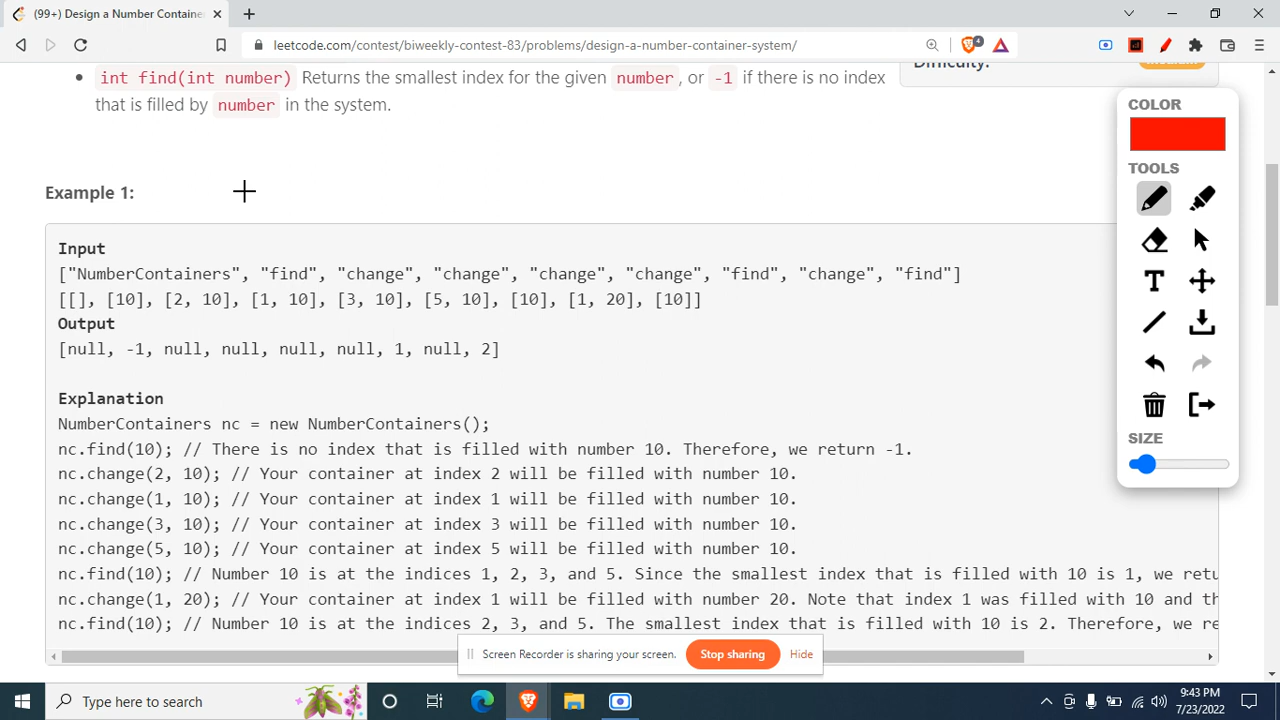 (99+) Design a Number Containe
leetcode.com/contest/biweekly-contest-83/problems/design-a-number-container-system/
4
int find(int number) Returns the smallest index for the given number, or -1 if there is no index
that is filled by number in the system.
Difficulty:
Medium
Example 1:
Input
["NumberContainers", "find", "change", "change", "change", "change", "find", "change", "find"]
[[], [10], [2, 10], [1, 10], [3, 10], [5, 10], [10], [1, 20], [10]]
Output
[null, -1, null, null, null, null, 1, null, 2]
Explanation
NumberContainers nc = new NumberContainers();
nc.find(10); // There is no index that is filled with number 10. Therefore, we return -1.
nc.change(2, 10); // Your container at index 2 will be filled with number 10.
nc.change(1, 10); // Your container at index 1 will be filled with number 10.
nc.change(3, 10); // Your container at index 3 will be filled with number 10.
nc.change(5, 10); // Your container at index 5 will be filled with number 10.
nc.find(10); // Number 10 is at the indices 1, 2, 3, and 5. Since the smallest index that is filled with 10 is 1, we retu
nc.change(1, 20); // Your container at index 1 will be filled with number 20. Note that index 1 was filled with 10 and th
nc.find(10); // Number 10 is at the indices 2, 3, and 5. The smallest index that is filled with 10 is 2. Therefore, we re
COLOR
TOOLS
T
SIZE
Screen Recorder is sharing your screen.
Stop sharing
Hide
Type here to search
9:43 PM
7/23/2022